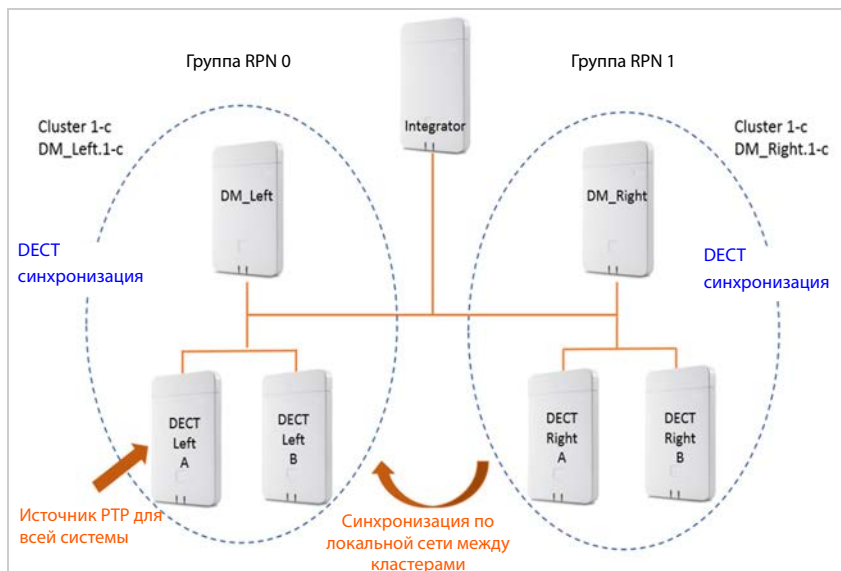 Группа RPN 0
Группа RPN 1
Integrator
Cluster 1-c
DM_Left.1-c
Cluster 1-c
DM_Right.1-c
DM_Left
DM_Right
DECT
синхронизация
DECT
синхронизация
DECT
Left
A
DECT
Left
B
DECT
Right
A
DECT
Right
B
Источник PTP для
всей системы
Синхронизация по
локальной сети между
кластерами